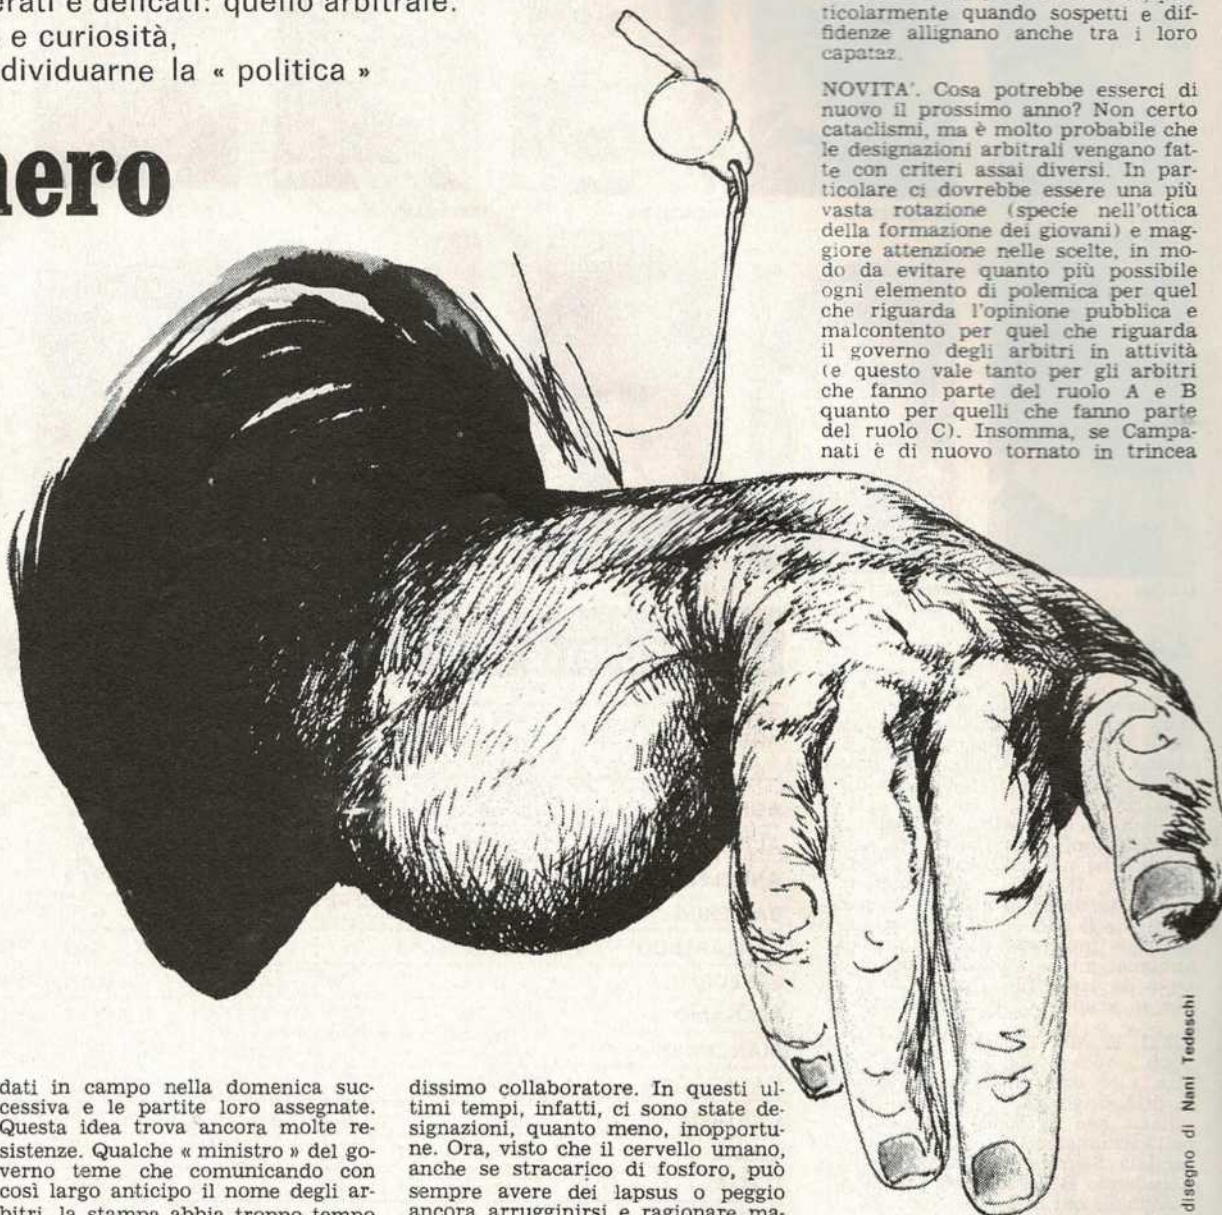 e delicati: quello arbitrale.
e curiosità,
la « politica »
ticolarmente quando sospetti e dif-
fidenze allignano anche tra i loro
capataz.
NOVITA'. Cosa potrebbe esserci di
nuovo il prossimo anno? Non certo
cataclismi, ma è molto probabile che
le designazioni arbitrali vengano fat-
te con criteri assai diversi. In par-
ticolare ci dovrebbe essere una più
vasta rotazione (specie nell'ottica
della formazione dei giovani) e mag-
giore attenzione nelle scelte, in mo-
do da evitare quanto più possibile
ogni elemento di polemica per quel
che riguarda l'opinione pubblica e
malcontento per quel che riguarda
il governo degli arbitri in attività
(e questo vale tanto per gli arbitri
che fanno parte del ruolo A e B
quanto per quelli che fanno parte
del ruolo C). Insomma, se Campa-
nati è di nuovo tornato in trincea
dati in campo nella domenica suc-
cessiva e le partite loro assegnate.
Questa idea trova ancora molte re-
sistenze. Qualche « ministro » del go-
verno teme che comunicando con
così largo anticipo il nome degli ar-
bitri, la stampa abbia troppo tempo
dissimo collaboratore. In questi ul-
timi tempi, infatti, ci sono state de-
signazioni, quanto meno, inopportu-
ne. Ora, visto che il cervello umano,
anche se stracarico di fosforo, può
sempre avere dei lapsus o peggio
ancora arrugginirsi e ragionare ma-
disegno di Nani Tedeschi